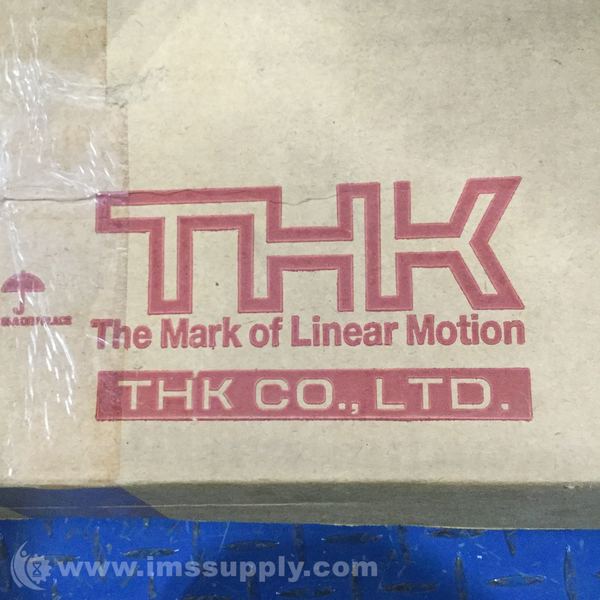 THK
The Mark of Linear Motion
THK CO., LTD.
www.imssupply.com